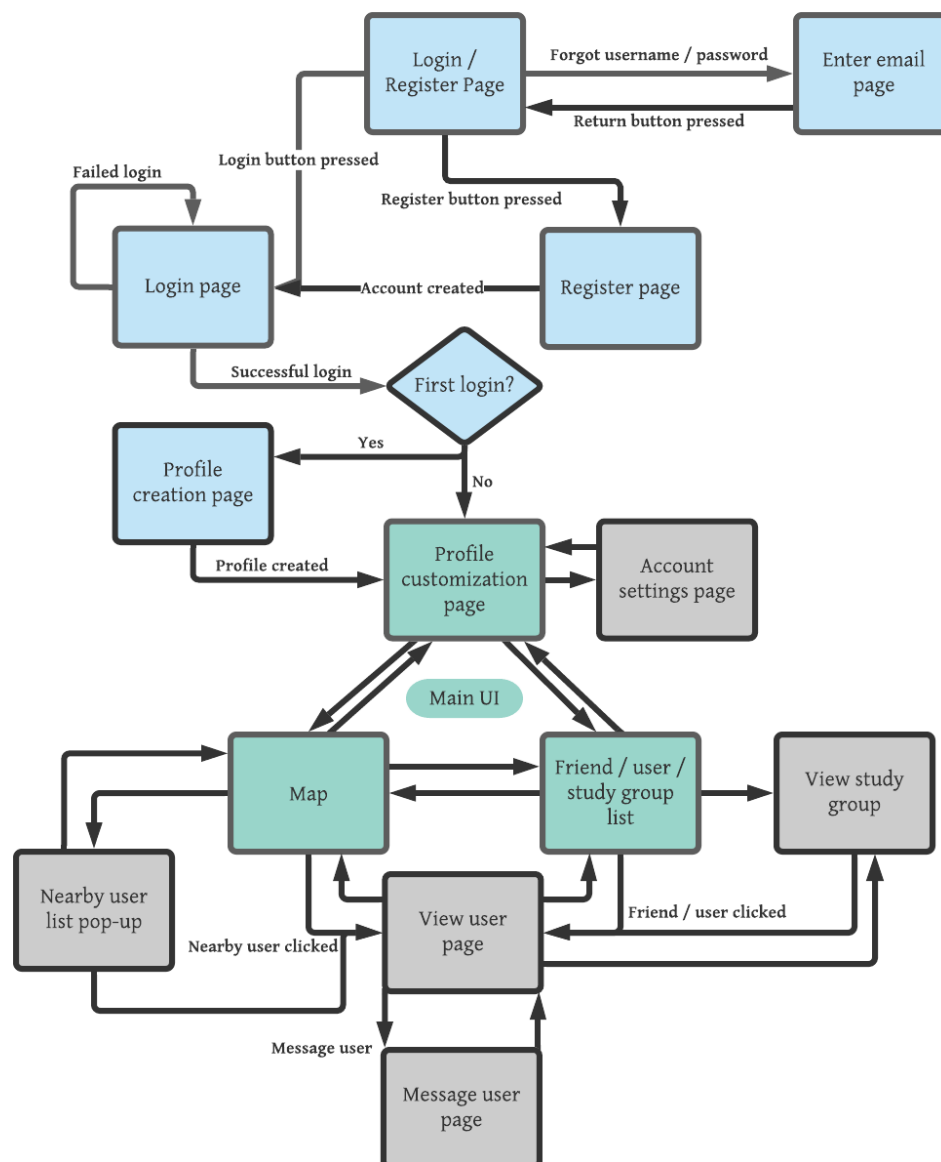 Login /
Register Page
Forgot username / password
Enter email
page
Return button pressed
Login button pressed
Failed login
Register button pressed
Login page
Account created
Register page
Successful login
First login?
Yes
Profile
creation page
No
Profile created
Profile
customization
page
Account
settings page
Main UI
Map
Friend / user /
study group
list
View study
group
Nearby user
list pop-up
View user
page
Friend / user clicked
Nearby user clicked
Message user
Message user
page